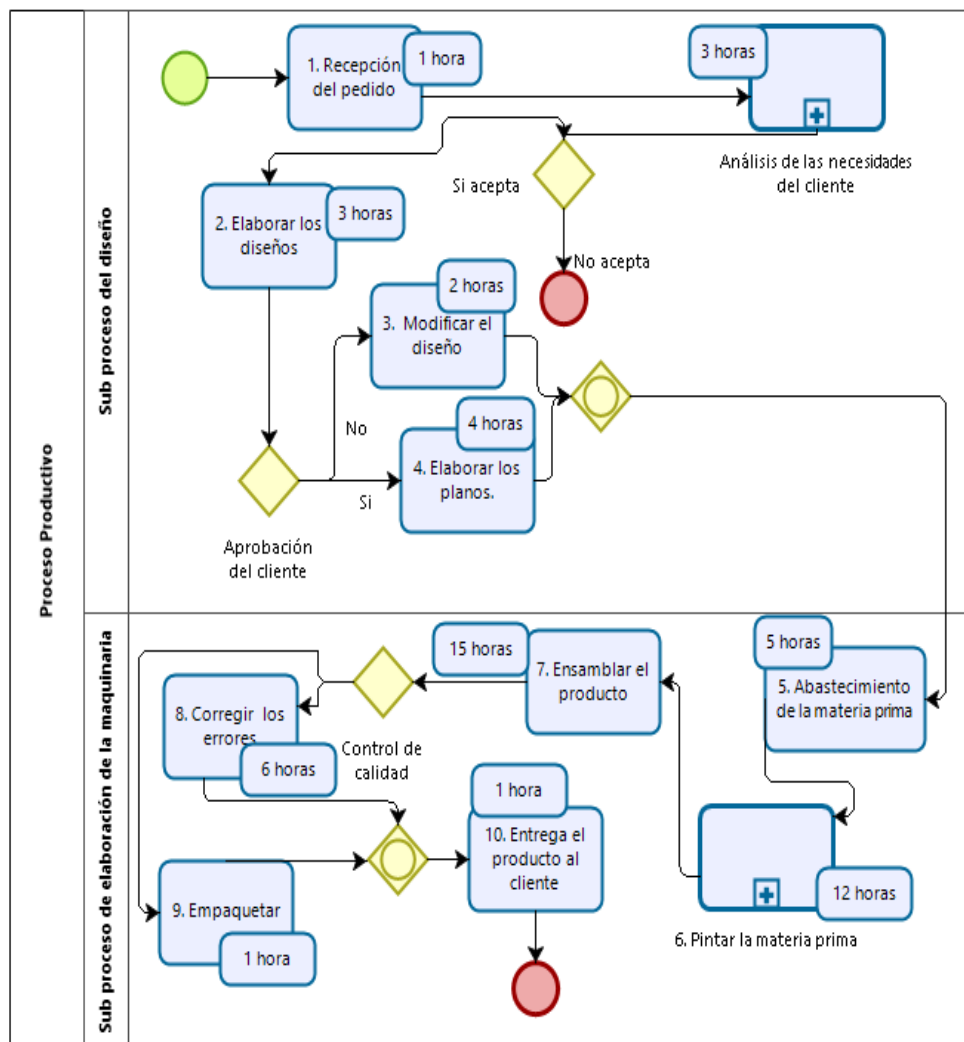 Proceso Productivo
Sub proceso del diseño
1. Recepción
del pedido
1 hora
3 horas
Análisis de las necesidades
del cliente
Si acepta
No acepta
2. Elaborar los
diseños
3 horas
2 horas
3.  Modificar el
diseño
No
4 horas
4. Elaborar los
planos.
Si
Aprobación
del cliente
Sub proceso de elaboración de la maquinaria
5 horas
5. Abastecimiento
de la materia prima
15 horas
7. Ensamblar el
producto
8. Corregir  los
errores
6 horas
Control de
calidad
1 hora
10. Entrega el
producto al
cliente
12 horas
6. Pintar la materia prima
9. Empaquetar
1 hora